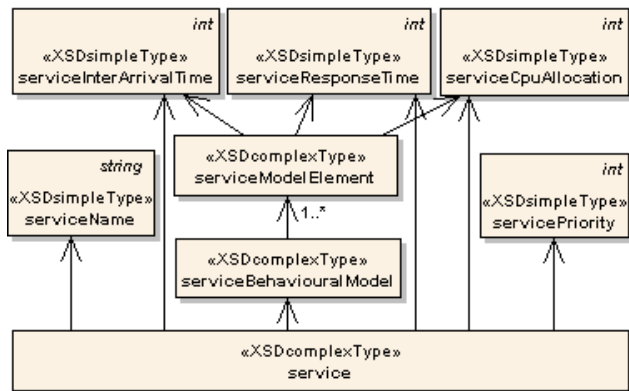 int
«XSDsimpleType»
serviceInterArrivalTime
int
«XSDsimpleType»
serviceResponseTime
int
«XSDsimpleType»
serviceCpuAllocation
string
«XSDsimpleType»
serviceName
«XSDcomplexType»
serviceModelElement
int
«XSDsimpleType»
servicePriority
1..*
«XSDcomplexType»
serviceBehaviouralModel
«XSDcomplexType»
service